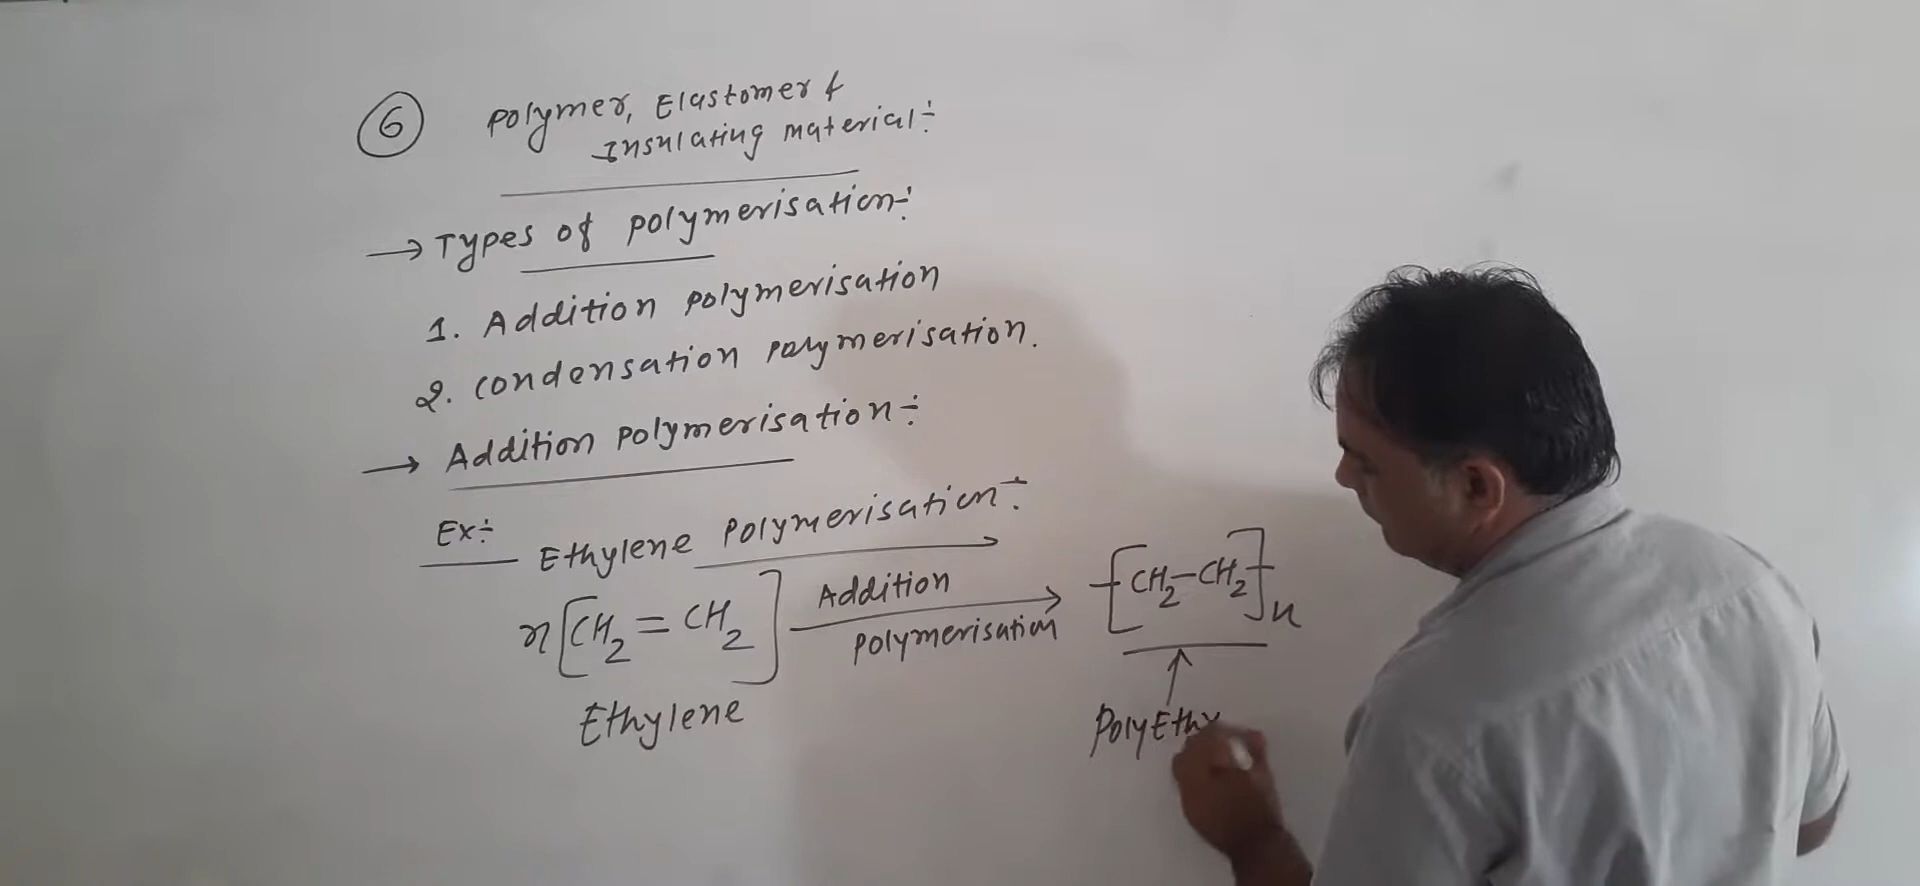 6 Polymer, Elastomer &
Insulating material÷
→ Types of polymerisation÷
1. Addition polymerisation
2. condensation polymerisation.
→ Addition polymerisation÷
Ex÷ Ethylene polymerisation÷
n[CH₂=CH₂] Addition polymerisation → [CH₂-CH₂]n
Ethylene
PolyEthy